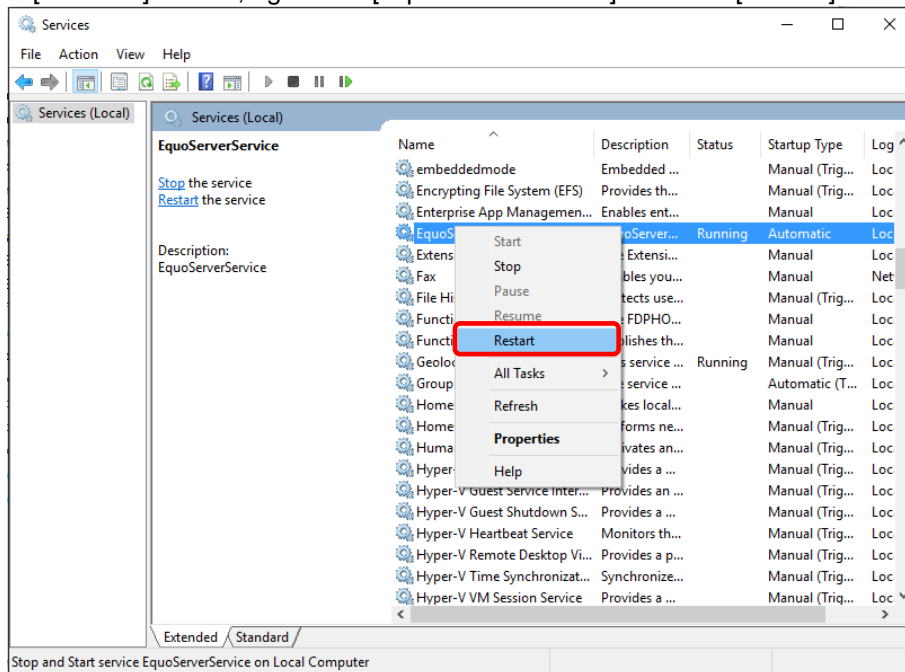 Services
File Action View Help
Services (Local)
Services (Local)
EquoServerService
Stop the service
Restart the service
Description:
EquoServerService
Name Description Status Startup Type Log
embeddedmode Embedded ... Manual (Trig... Loc
Encrypting File System (EFS) Provides th... Manual (Trig... Loc
Enterprise App Managemen... Enables ent... Manual Loc
EquoS oServer... Running Automatic Loc
Extens Extensi... Manual Loc
Fax bles you... Manual Net
File Hi tects use... Manual (Trig... Loc
Functi FDPHO... Manual Loc
Functi lishes th... Manual Loc
Geoloc s service ... Running Manual (Trig... Loc
Group service ... Automatic (T... Loc
Home kes local... Manual Loc
Home forms ne... Manual (Trig... Loc
Huma ivates an... Manual (Trig... Loc
Hyper- vides a ... Manual (Trig... Loc
Hyper-V Guest Service Inter... Provides an ... Manual (Trig... Loc
Hyper-V Guest Shutdown S... Provides a ... Manual (Trig... Loc
Hyper-V Heartbeat Service Monitors th... Manual (Trig... Loc
Hyper-V Remote Desktop Vi... Provides a p... Manual (Trig... Loc
Hyper-V Time Synchronizat... Synchronize... Manual (Trig... Loc
Hyper-V VM Session Service Provides a ... Manual (Trig... Loc
Start
Stop
Pause
Resume
Restart
All Tasks
Refresh
Properties
Help
Extended Standard
Stop and Start service EquoServerService on Local Computer